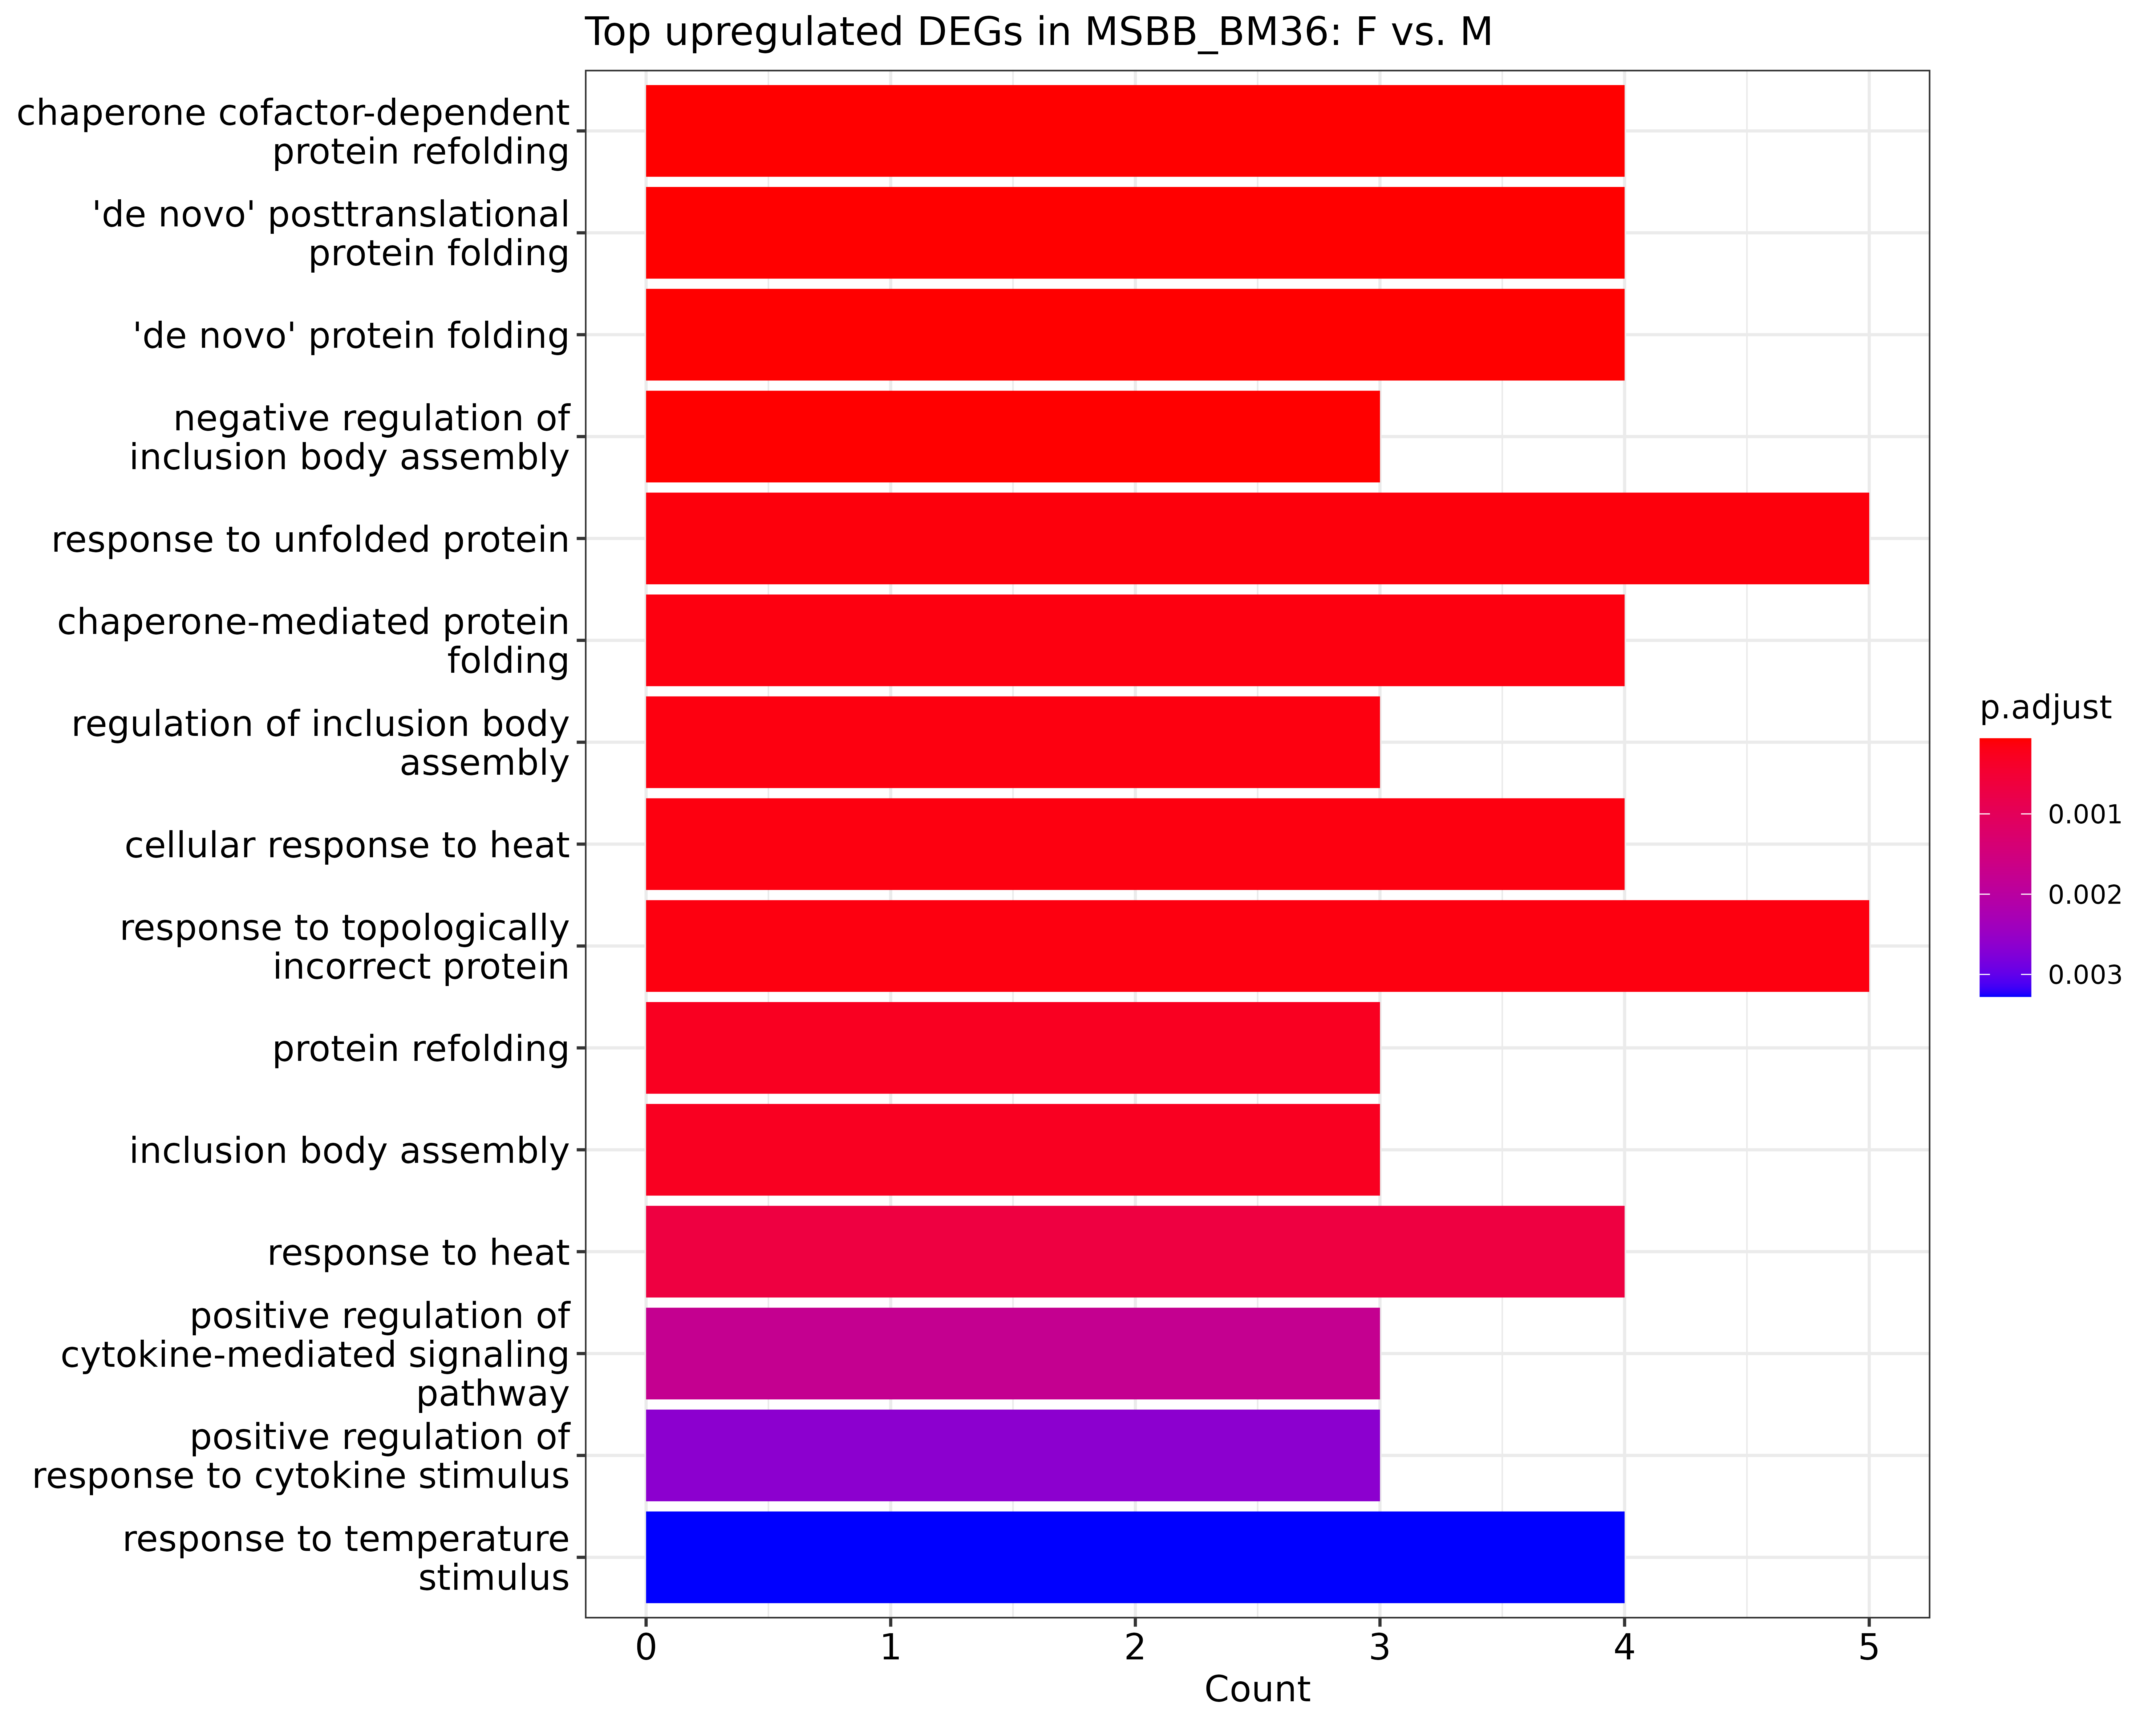 Top upregulated DEGs in MSBB_BM36: F vs. M
chaperone cofactor-dependent
protein refolding
'de novo' posttranslational
protein folding
'de novo' protein folding
negative regulation of
inclusion body assembly
response to unfolded protein
chaperone-mediated protein
folding
regulation of inclusion body
assembly
cellular response to heat
response to topologically
incorrect protein
protein refolding
inclusion body assembly
response to heat
positive regulation of
cytokine-mediated signaling
pathway
positive regulation of
response to cytokine stimulus
response to temperature
stimulus
0 1 2 3 4 5
Count
p.adjust
0.001
0.002
0.003